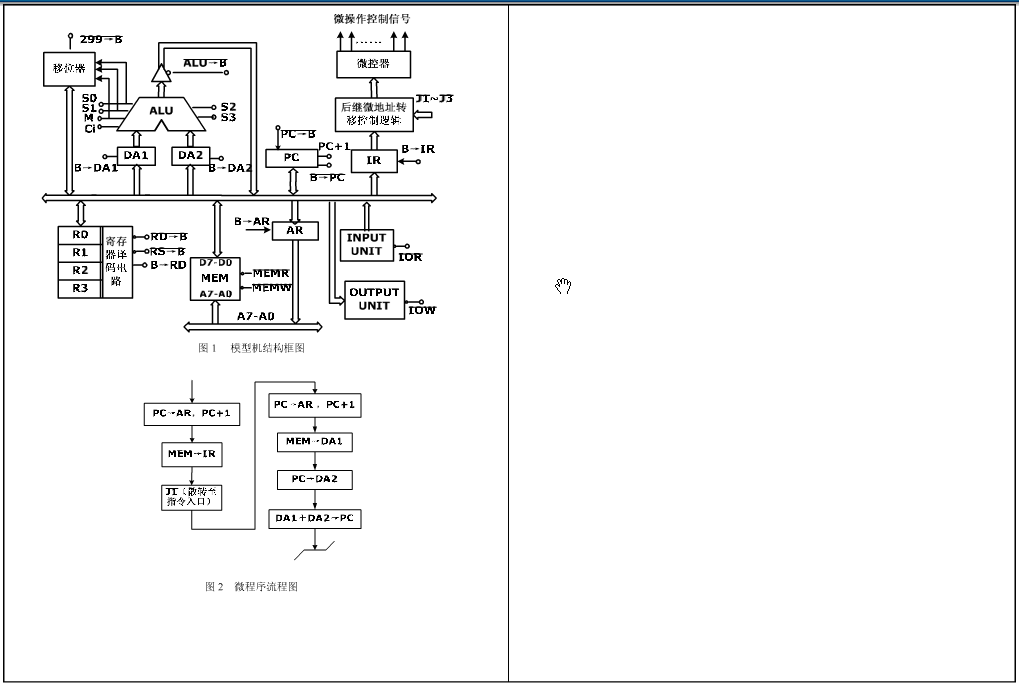 微操作控制信号
299→B
移位器
ALU→B
微控器
S0
S1
M
Ci
ALU
S2
S3
后继微地址转
移控制逻辑
J1~J3
PC→B
PC+1
B→IR
DA1
DA2
PC
IR
B→DA1
B→DA2
B→PC
B→AR
AR
R0
R1
R2
R3
寄存
器译
码电
路
RD→B
RS→B
B→RD
D7-D0
MEM
A7-A0
MEMR
MEMW
INPUT
UNIT
IOR
OUTPUT
UNIT
IOW
A7-A0
图 1 模型机结构框图
PC→AR，PC+1
MEM→IR
J1（散转至
指令入口）
PC→AR，PC+1
MEM→DA1
PC→DA2
DA1+DA2→PC
图 2 微程序流程图